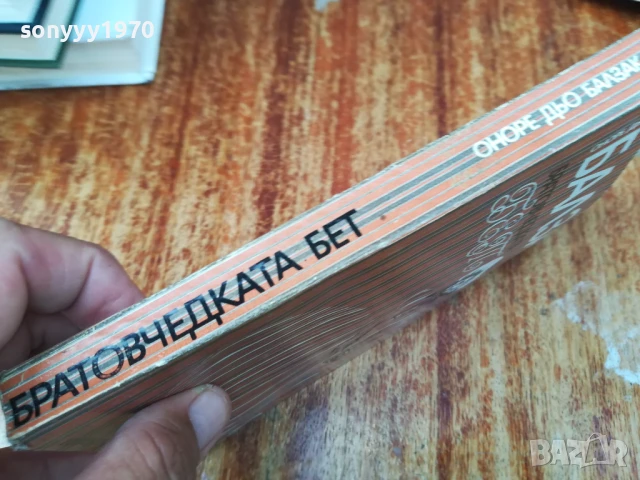 sonyyy1970
ОНОРЕ ДЬО БАЛЗАК
БРАТОВЧЕДКАТА БЕТ
BAZAR